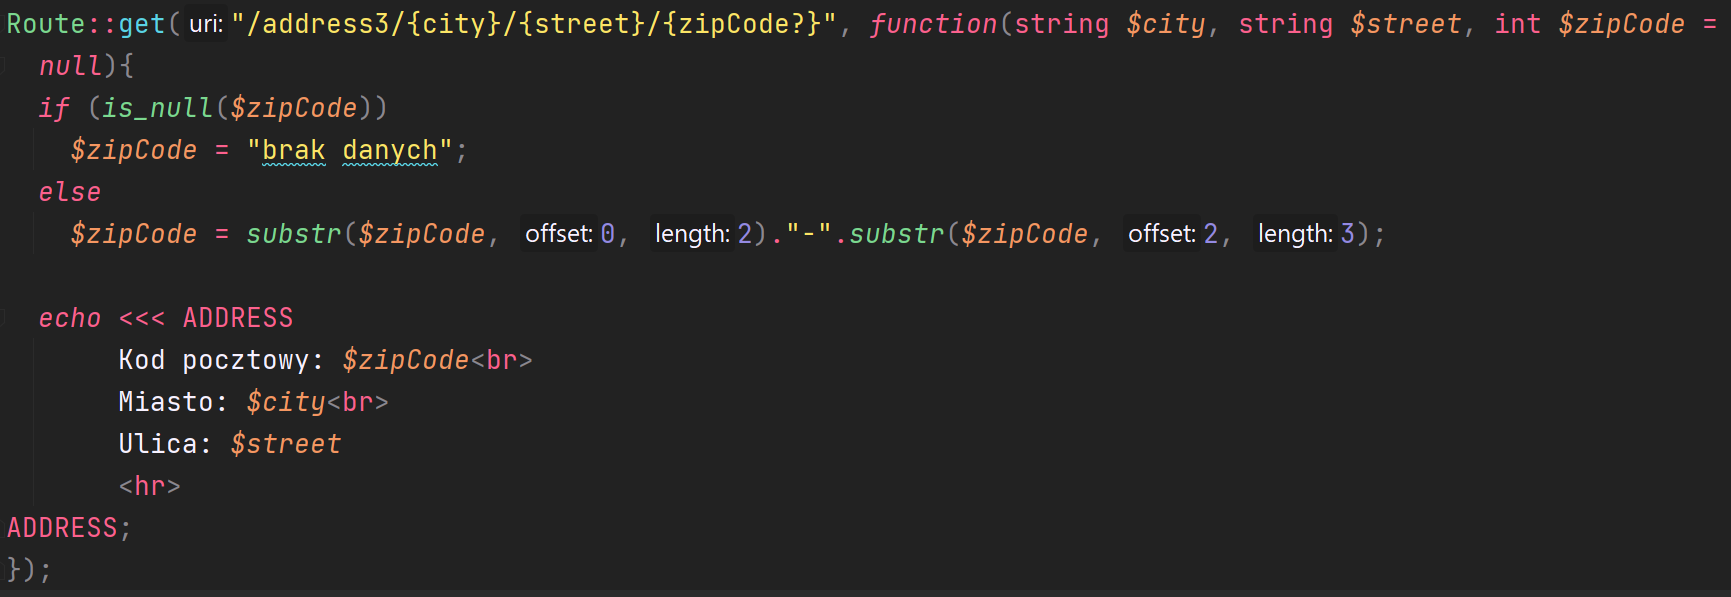 Route::get( uri: "/address3/{city}/{street}/{zipCode?}", function(string $city, string $street, int $zipCode =
null){
if (is_null($zipCode))
$zipCode = "brak danych";
else
$zipCode = substr($zipCode, offset: 0, length: 2)."-".substr($zipCode, offset: 2, length: 3);
echo <<< ADDRESS
Kod pocztowy: $zipCode<br>
Miasto: $city<br>
Ulica: $street
<hr>
ADDRESS;
});